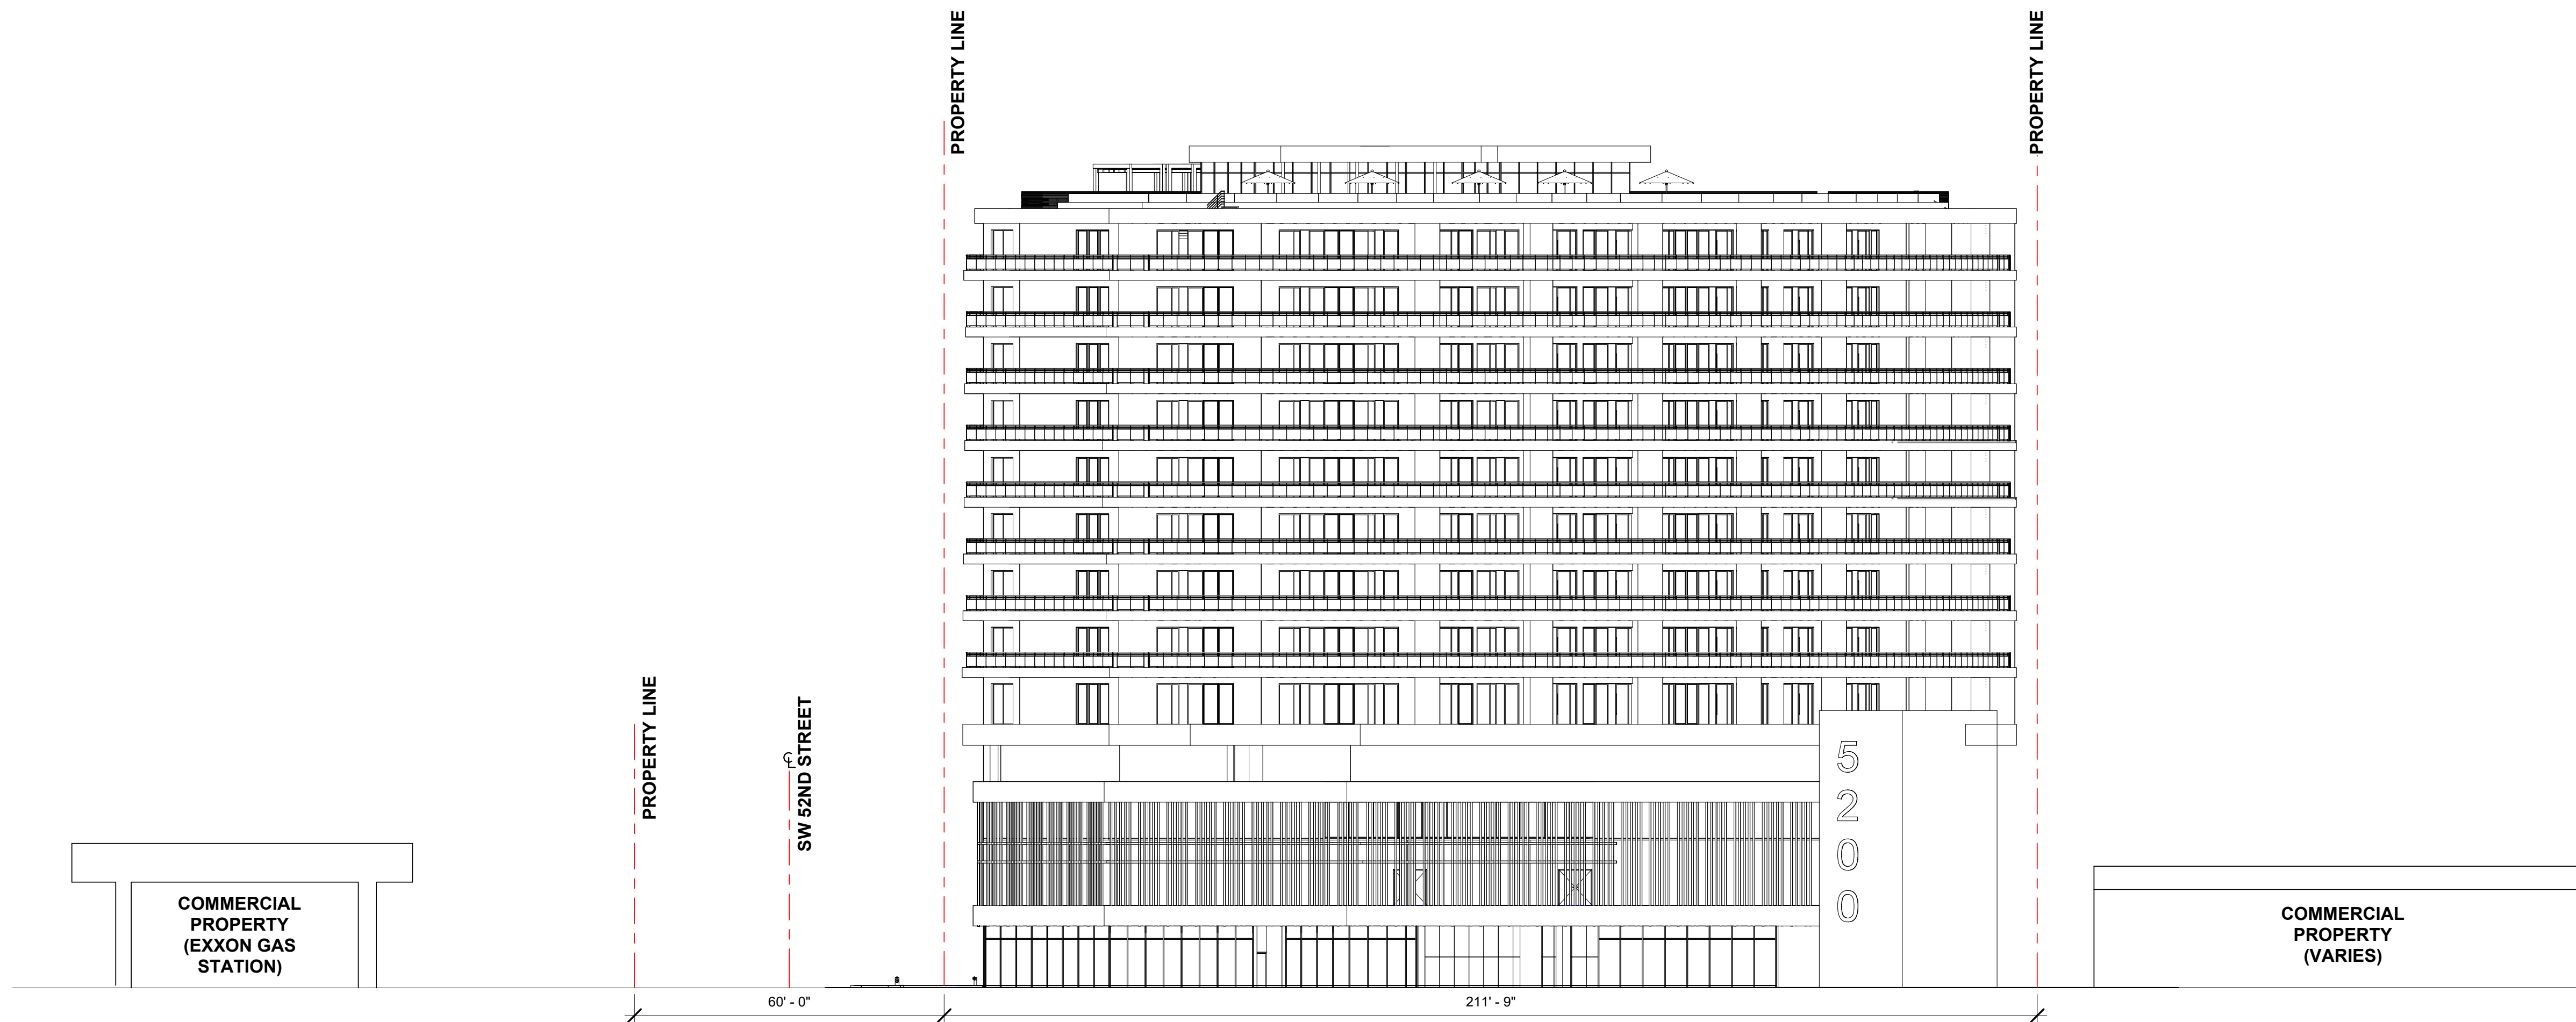 PROPERTY LINE
PROPERTY LINE
PROPERTY LINE
℄
SW 52ND STREET
5
2
0
0
COMMERCIAL
PROPERTY
(EXXON GAS
STATION)
COMMERCIAL
PROPERTY
(VARIES)
60' - 0"
211' - 9"